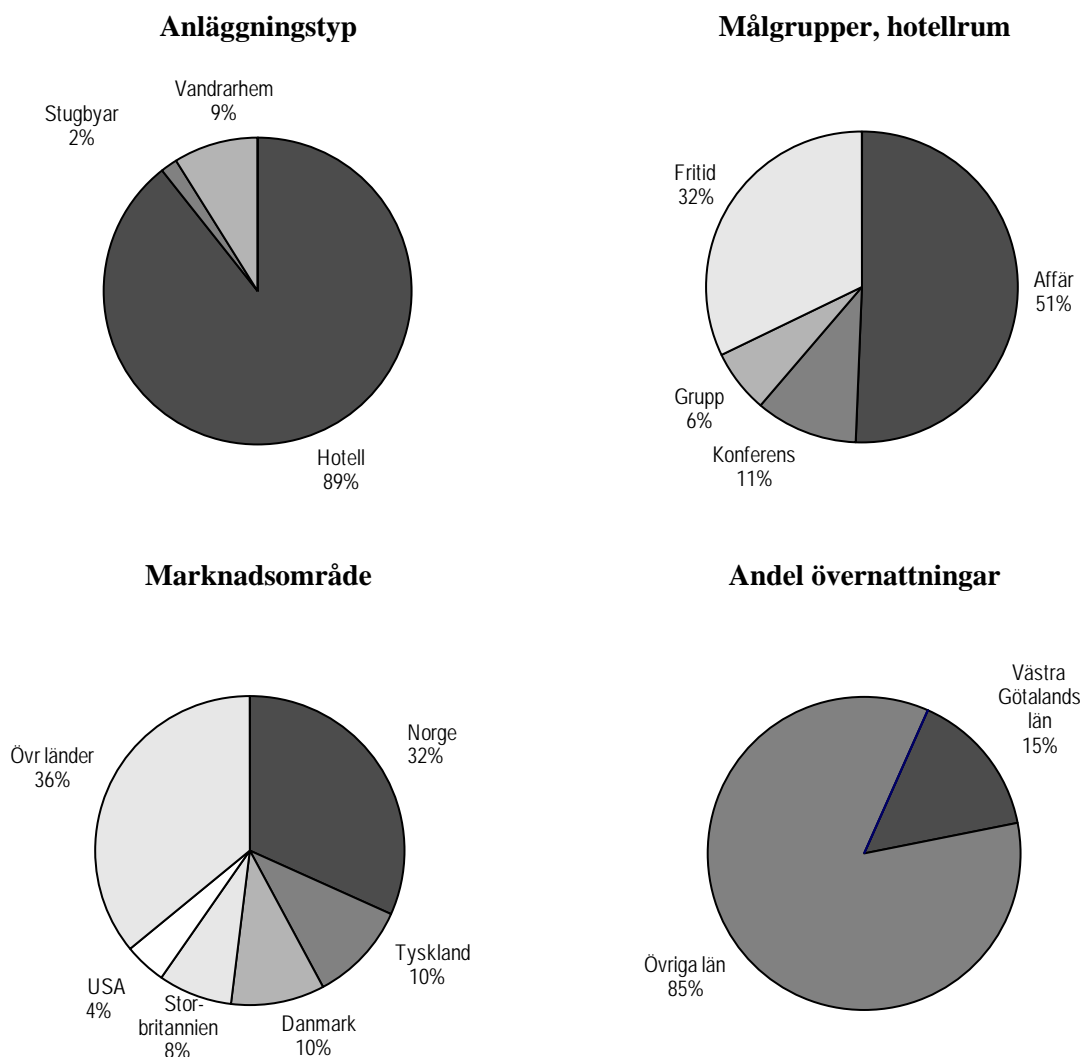 Anläggningstyp
Vandrarhem
9%
Stugbyar
2%
Hotell
89%
Målgrupper, hotellrum
Fritid
32%
Affär
51%
Grupp
6%
Konferens
11%
Marknadsområde
Övr länder
36%
Norge
32%
Tyskland
10%
USA
4%
Stor-
britannien
8%
Danmark
10%
Andel övernattningar
Västra
Götalands
län
15%
Övriga län
85%